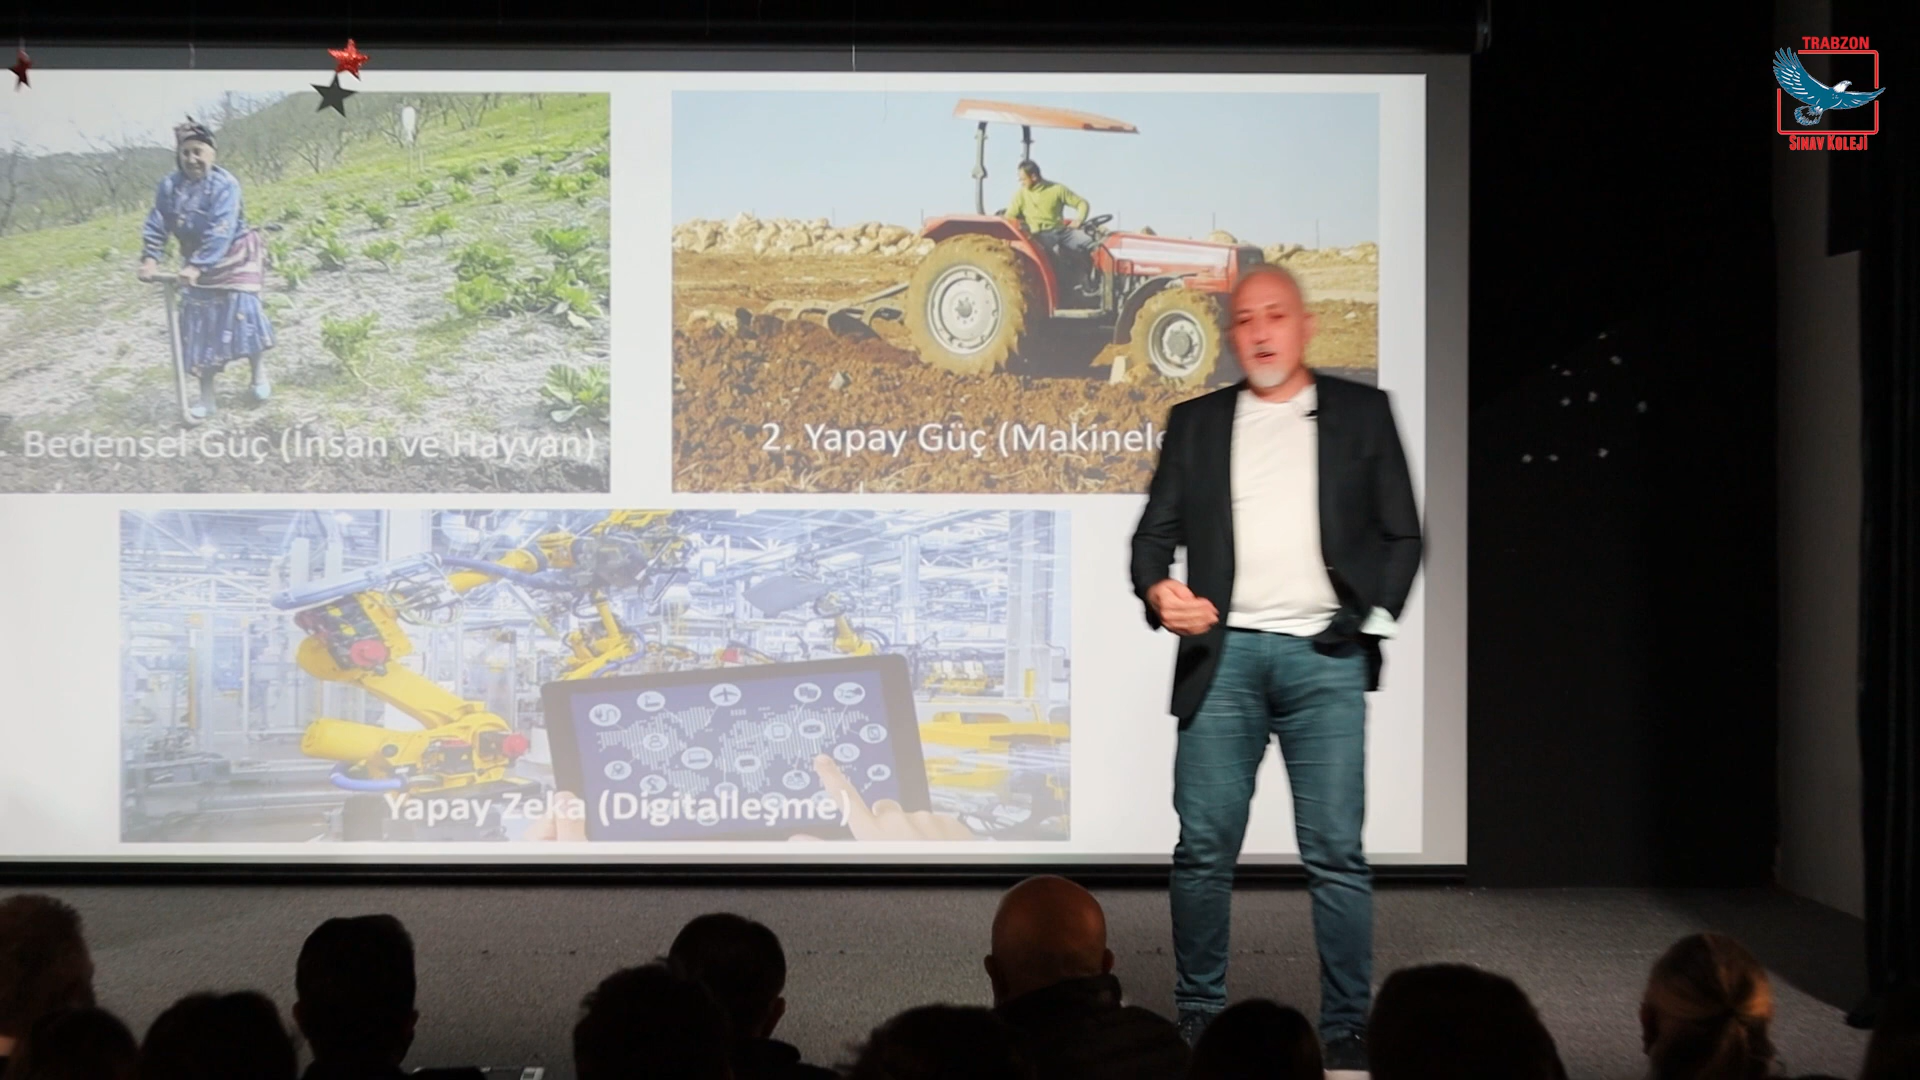 TRABZON
SINAV KOLEJİ
. Bedensel Güç (İnsan ve Hayvan)
2. Yapay Güç (Makinele
Yapay Zeka (Digitalleşme)